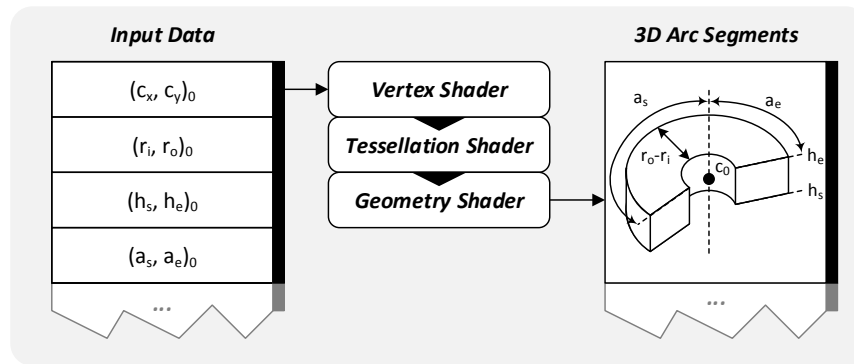 Input Data
(cx, cy)0
(ri, ro)0
(hs, he)0
(as, ae)0
...
Vertex Shader
Tessellation Shader
Geometry Shader
3D Arc Segments
as
ae
ro-ri
c0
he
hs
...